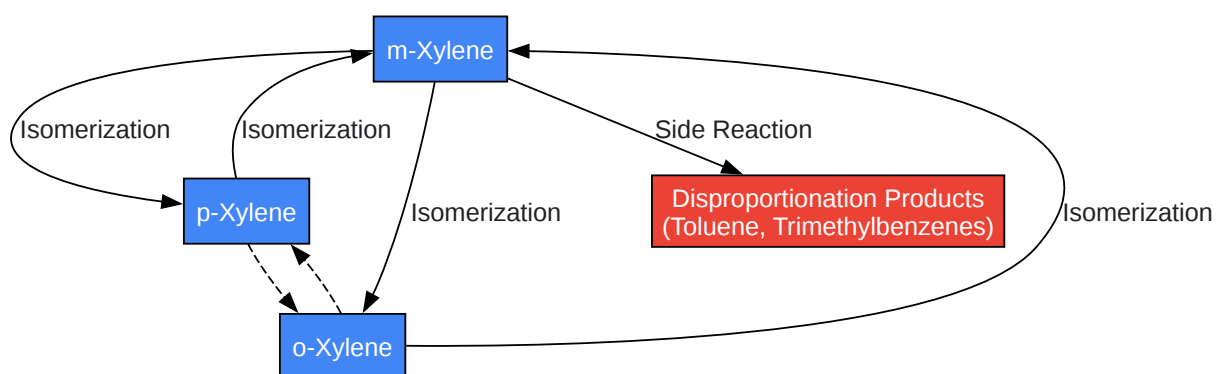 m-Xylene
Isomerization
Isomerization
Side Reaction
p-Xylene
Isomerization
Disproportionation Products
(Toluene, Trimethylbenzenes)
Isomerization
o-Xylene